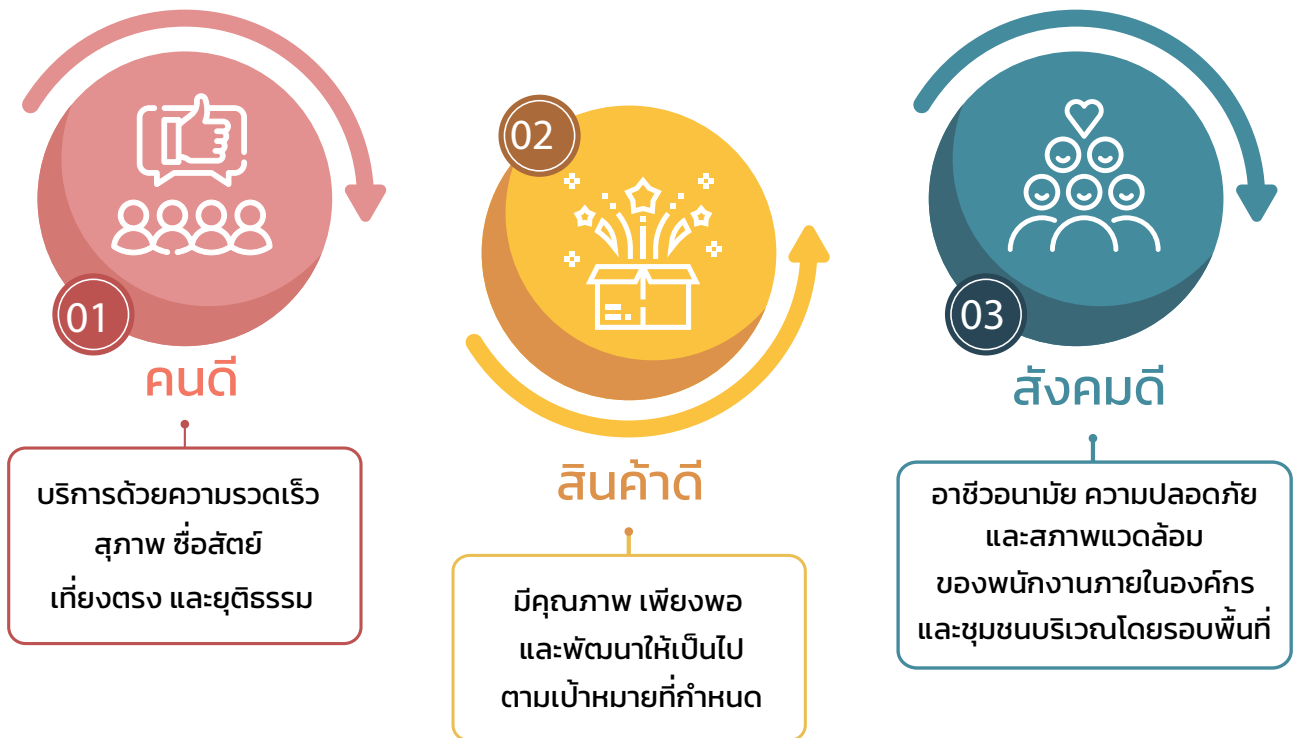 01
คนดี
บริการด้วยความรวดเร็ว
สุภาพ ซื่อสัตย์
เที่ยงตรง และยุติธรรม
02
สินค้าดี
มีคุณภาพ เพียงพอ
และพัฒนาให้เป็นไป
ตามเป้าหมายที่กำหนด
03
สังคมดี
อาชีวอนามัย ความปลอดภัย
และสภาพแวดล้อม
ของพนักงานภายในองค์กร
และชุมชนบริเวณโดยรอบพื้นที่